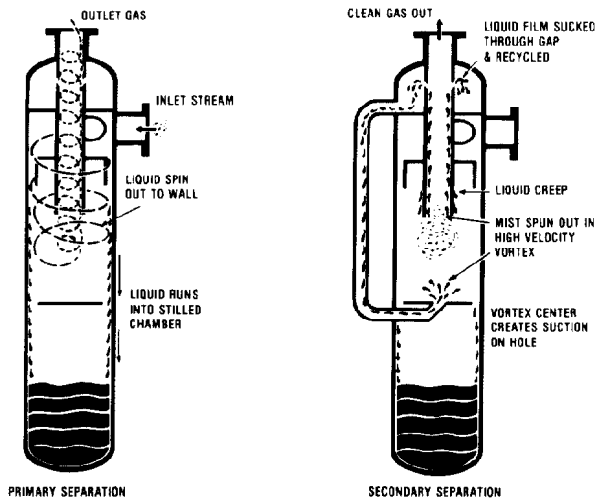 OUTLET GAS
INLET STREAM
LIQUID SPIN
OUT TO WALL
LIQUID RUNS
INTO STILLED
CHAMBER
PRIMARY SEPARATION
CLEAN GAS OUT
LIQUID FILM SUCKED
THROUGH GAP
& RECYCLED
LIQUID CREEP
MIST SPUN OUT IN
HIGH VELOCITY
VORTEX
VORTEX CENTER
CREATES SUCTION
ON HOLE
SECONDARY SEPARATION